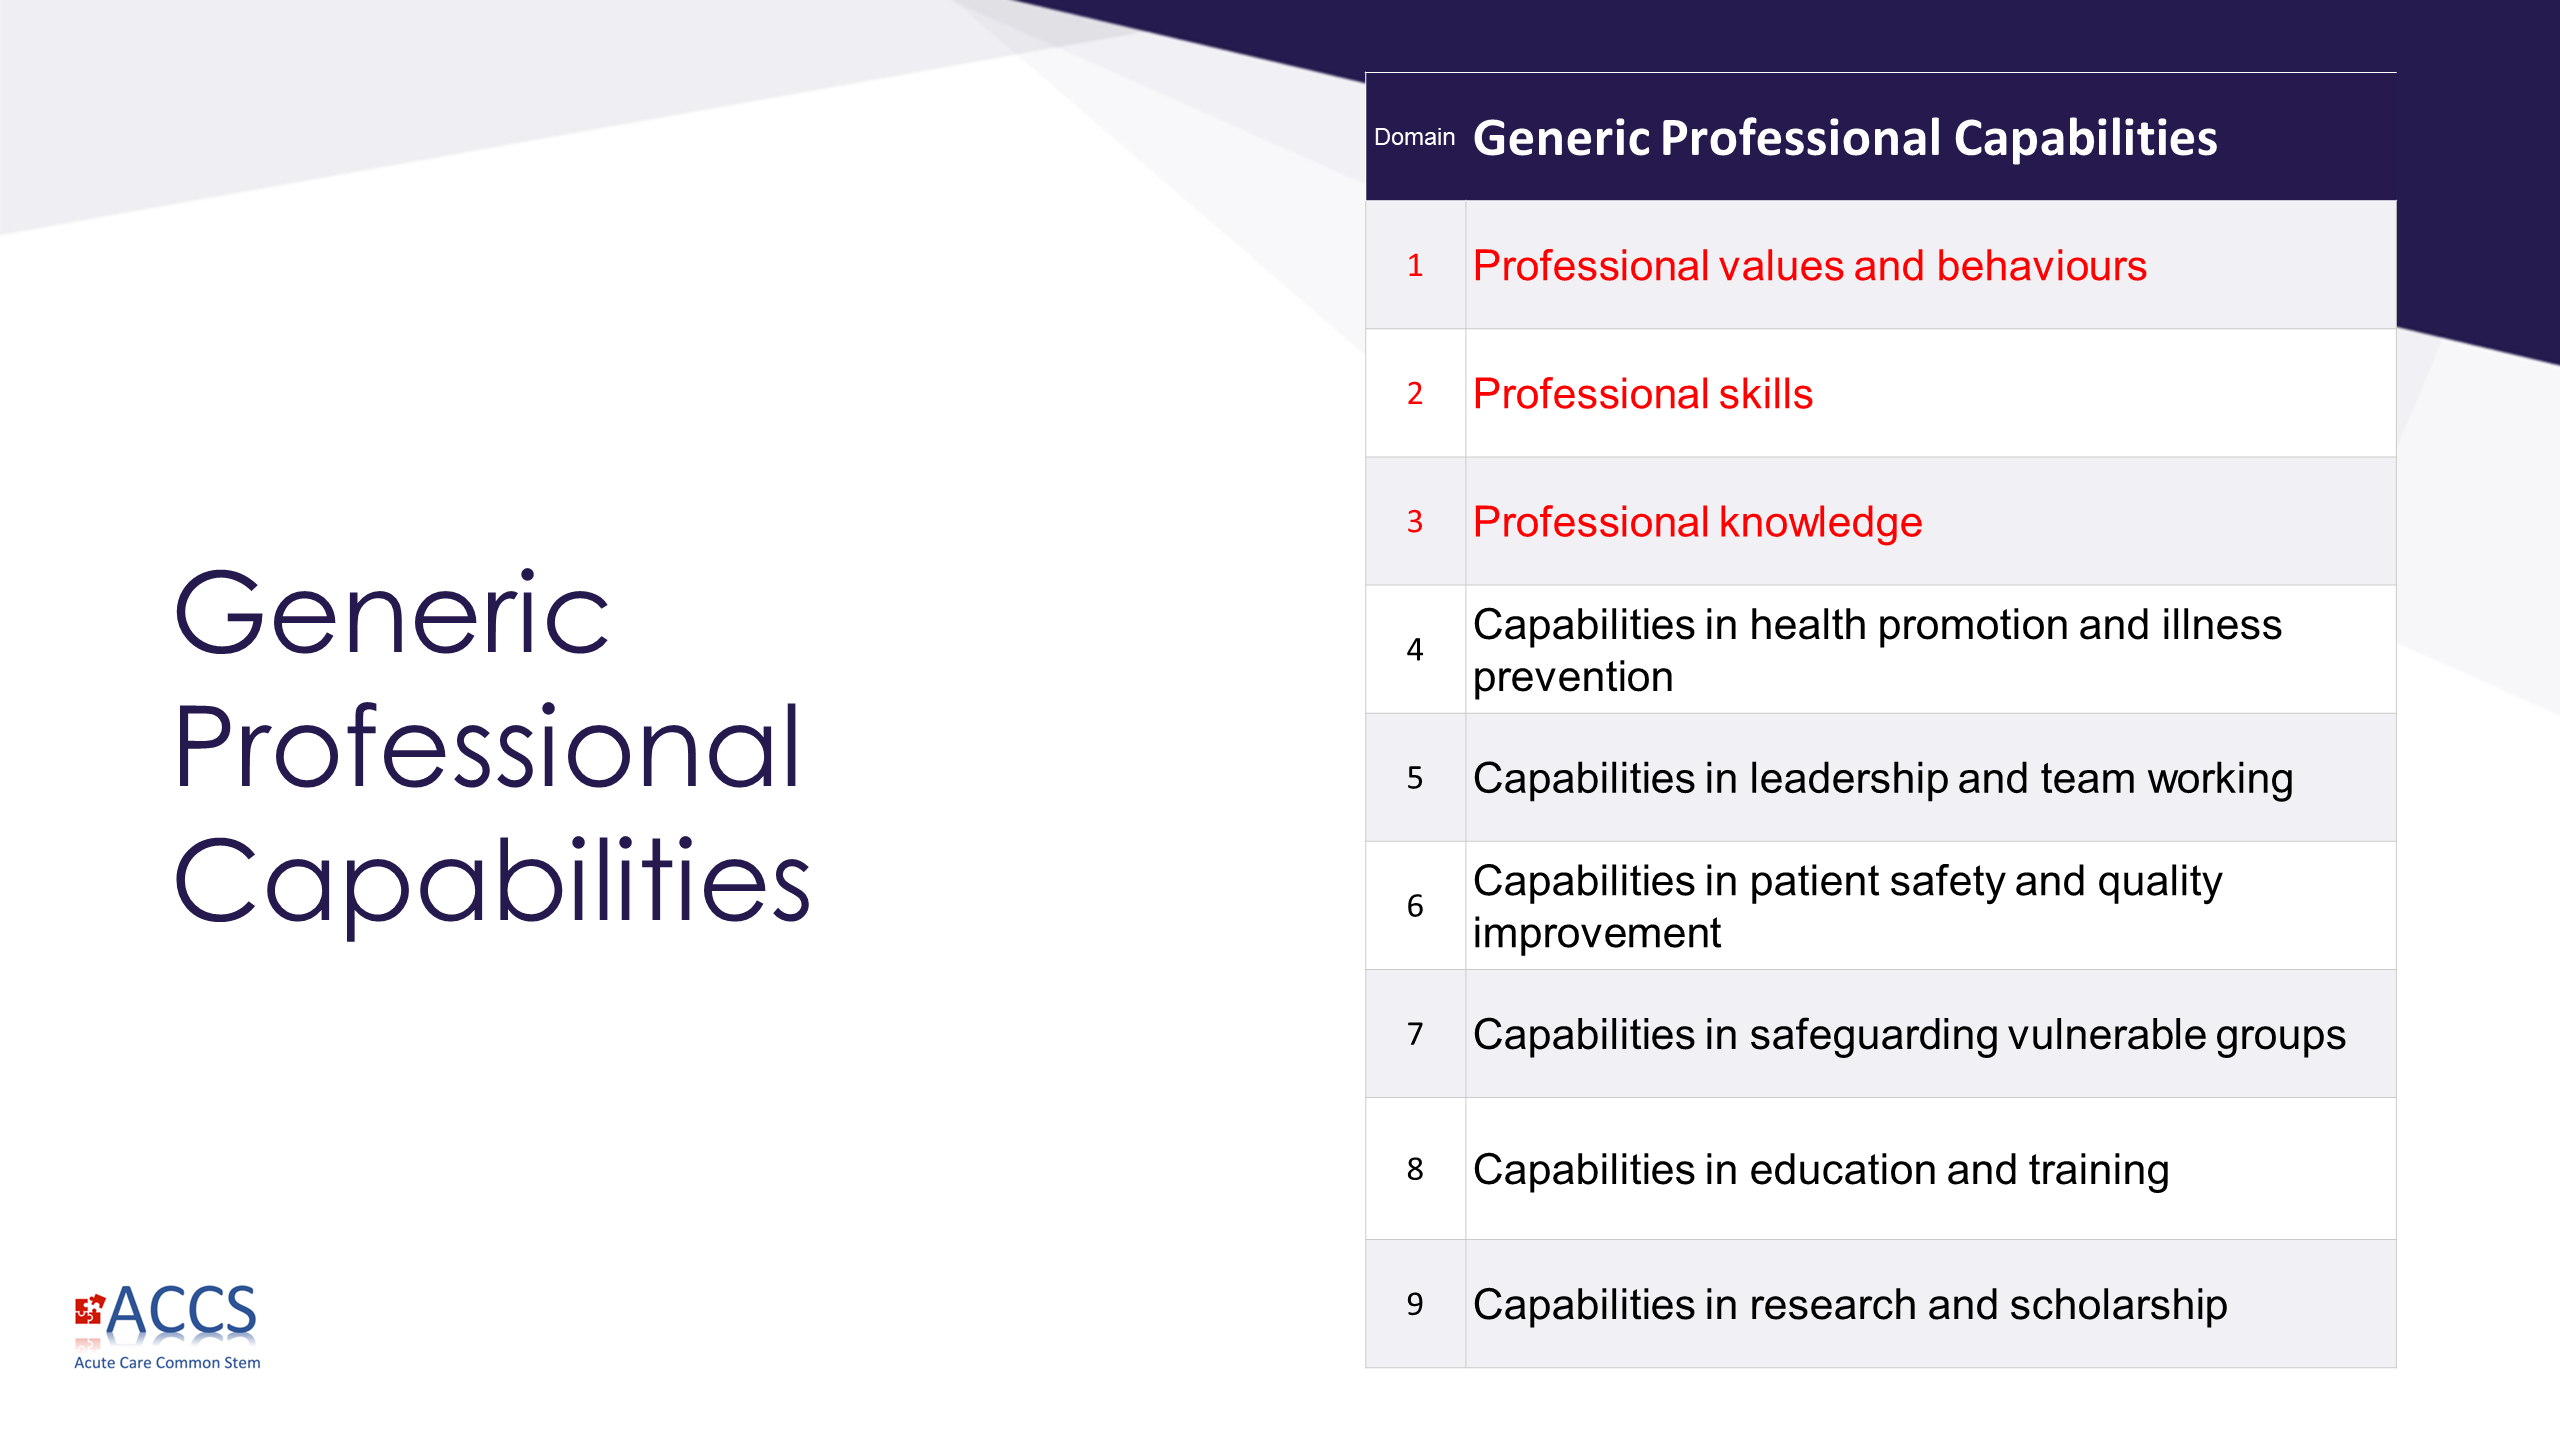 Generic
Professional
Capabilities
Domain Generic Professional Capabilities
1 Professional values and behaviours
2 Professional skills
3 Professional knowledge
4 Capabilities in health promotion and illness
prevention
5 Capabilities in leadership and team working
6 Capabilities in patient safety and quality
improvement
7 Capabilities in safeguarding vulnerable groups
8 Capabilities in education and training
9 Capabilities in research and scholarship
ACCS
Acute Care Common Stem